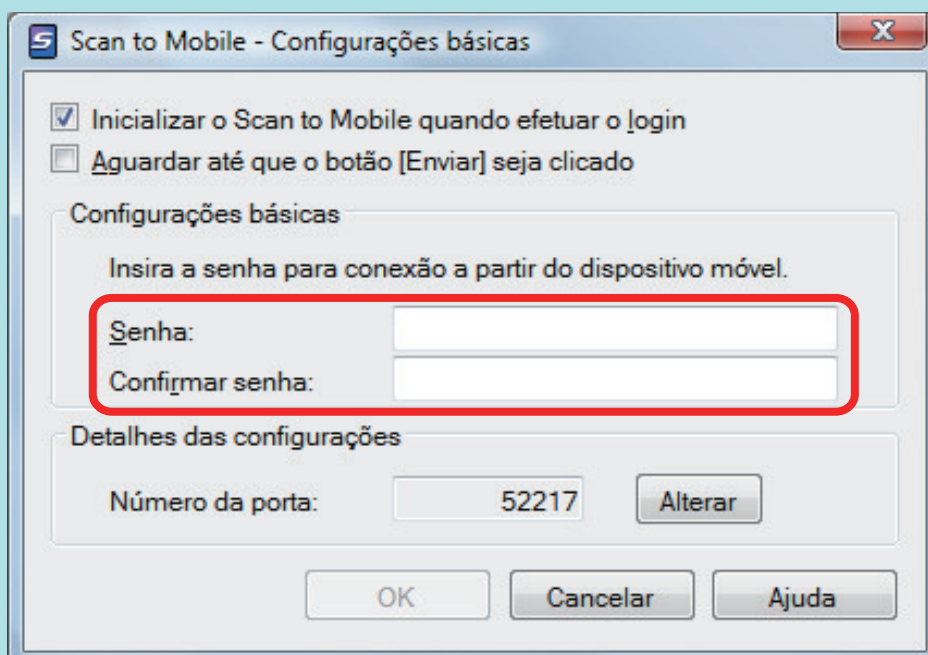 Scan to Mobile - Configurações básicas
Inicializar o Scan to Mobile quando efetuar o login
Aguardar até que o botão [Enviar] seja clicado
Configurações básicas
Insira a senha para conexão a partir do dispositivo móvel.
Senha:
Confirmar senha:
Detalhes das configurações
Número da porta: 52217 Alterar
OK Cancelar Ajuda